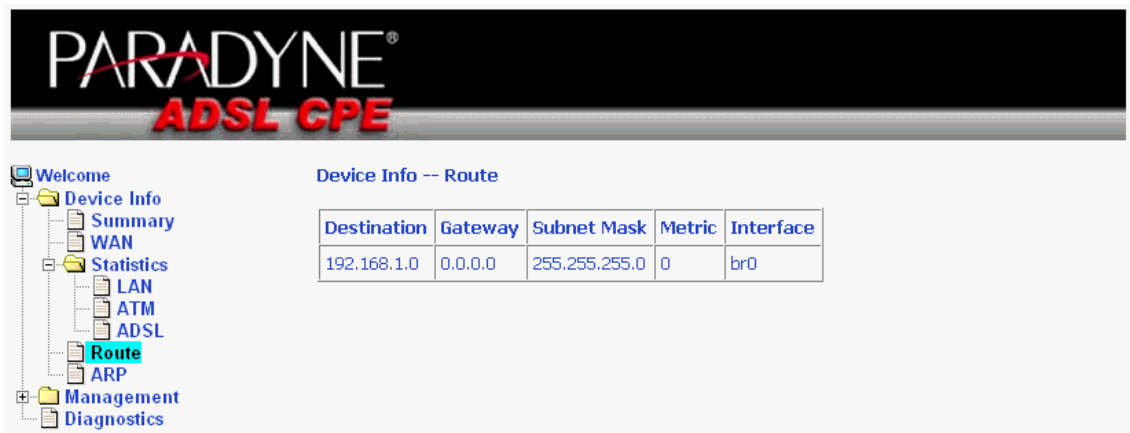 PARADYNE®
ADSL CPE
Welcome
Device Info
Summary
WAN
Statistics
LAN
ATM
ADSL
Route
ARP
Management
Diagnostics
Device Info -- Route
Destination Gateway Subnet Mask Metric Interface
192.168.1.0 0.0.0.0 255.255.255.0 0 br0